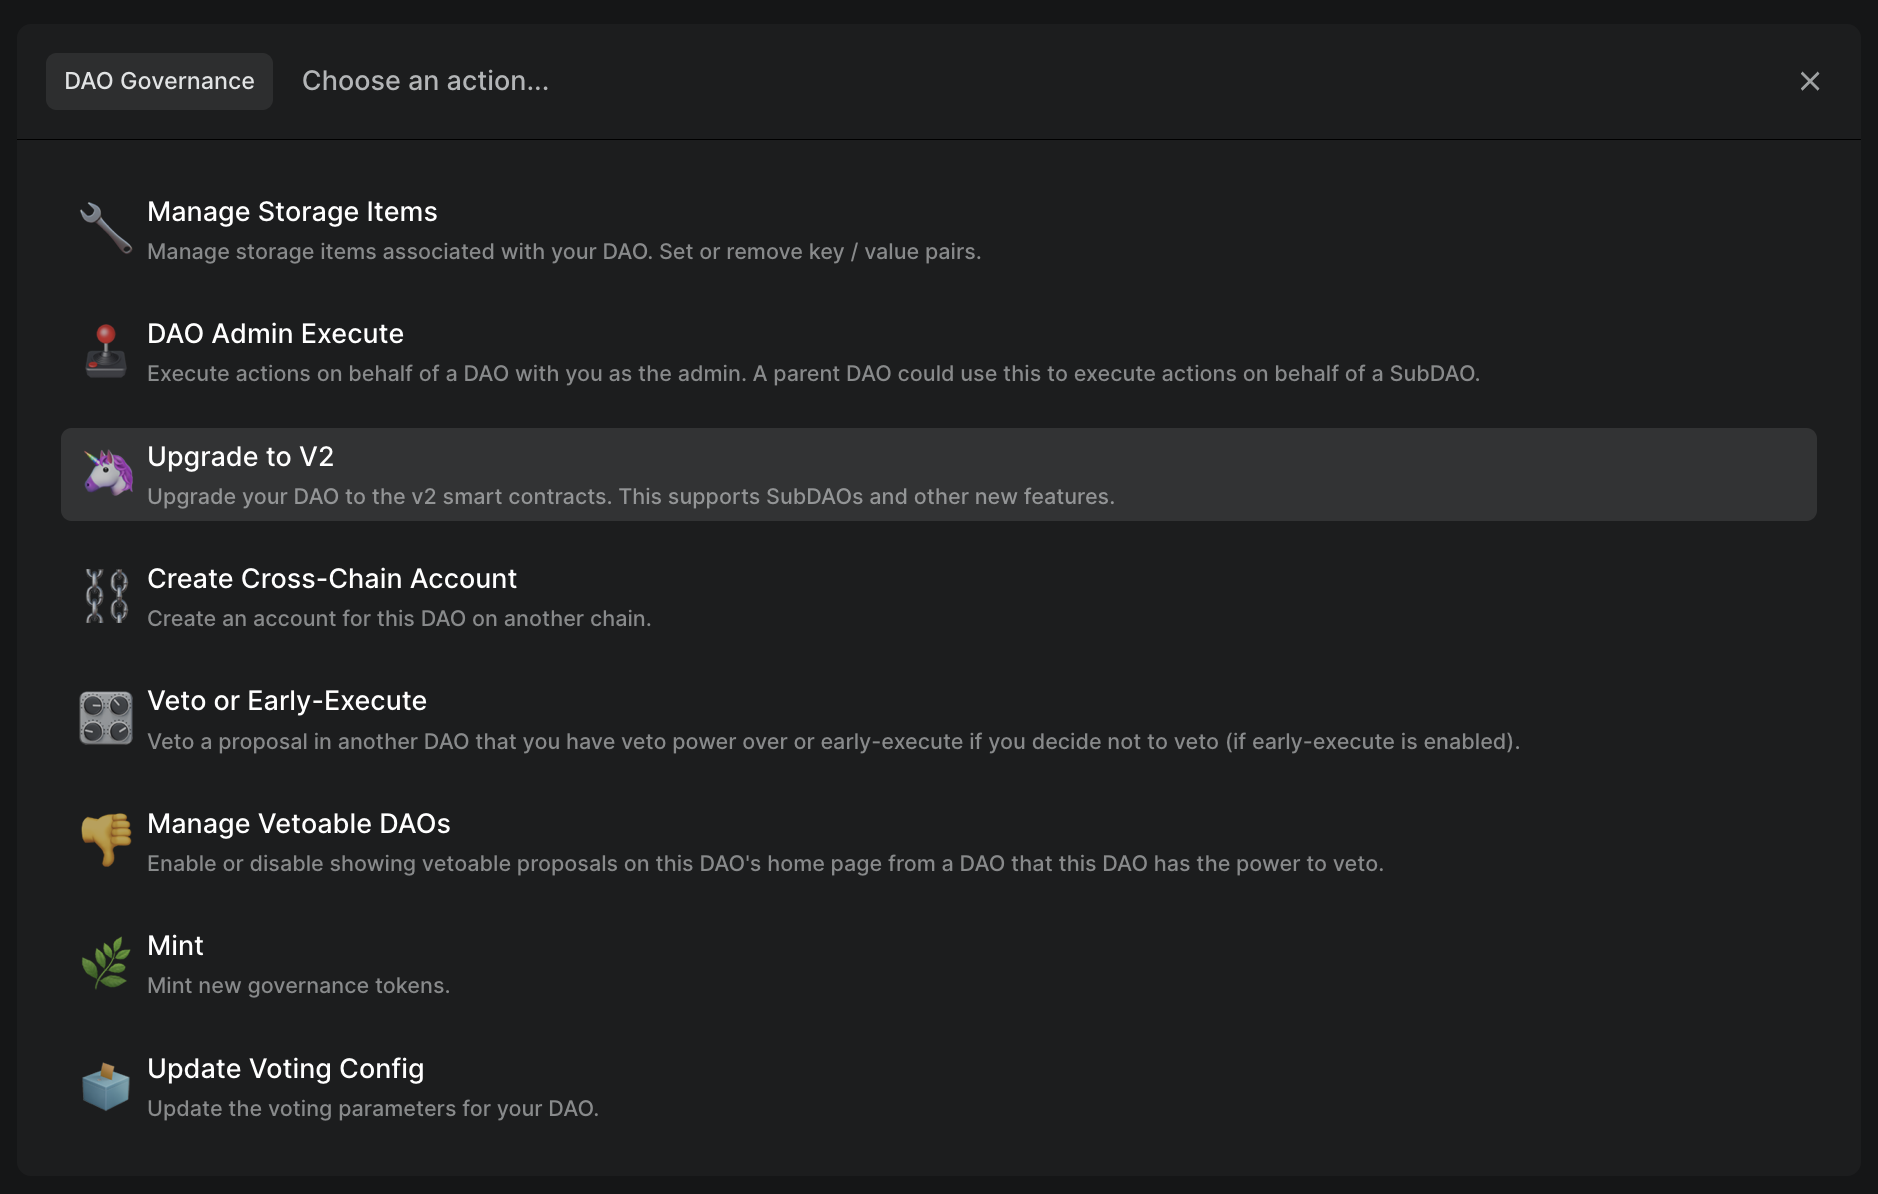 DAO Governance
Choose an action...
Manage Storage Items
Manage storage items associated with your DAO. Set or remove key / value pairs.
DAO Admin Execute
Execute actions on behalf of a DAO with you as the admin. A parent DAO could use this to execute actions on behalf of a SubDAO.
Upgrade to V2
Upgrade your DAO to the v2 smart contracts. This supports SubDAOs and other new features.
Create Cross-Chain Account
Create an account for this DAO on another chain.
Veto or Early-Execute
Veto a proposal in another DAO that you have veto power over or early-execute if you decide not to veto (if early-execute is enabled).
Manage Vetoable DAOs
Enable or disable showing vetoable proposals on this DAO's home page from a DAO that this DAO has the power to veto.
Mint
Mint new governance tokens.
Update Voting Config
Update the voting parameters for your DAO.